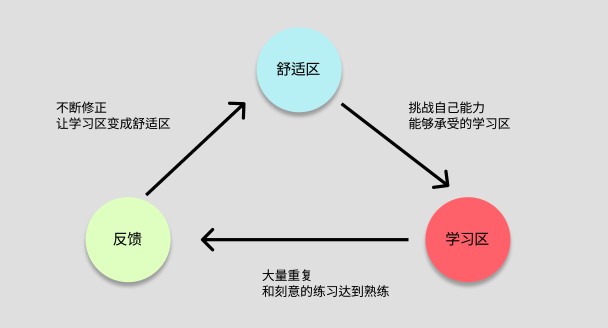 舒适区
不断修正
让学习区变成舒适区
挑战自己能力
能够承受的学习区
反馈
学习区
大量重复
和刻意的练习达到熟练